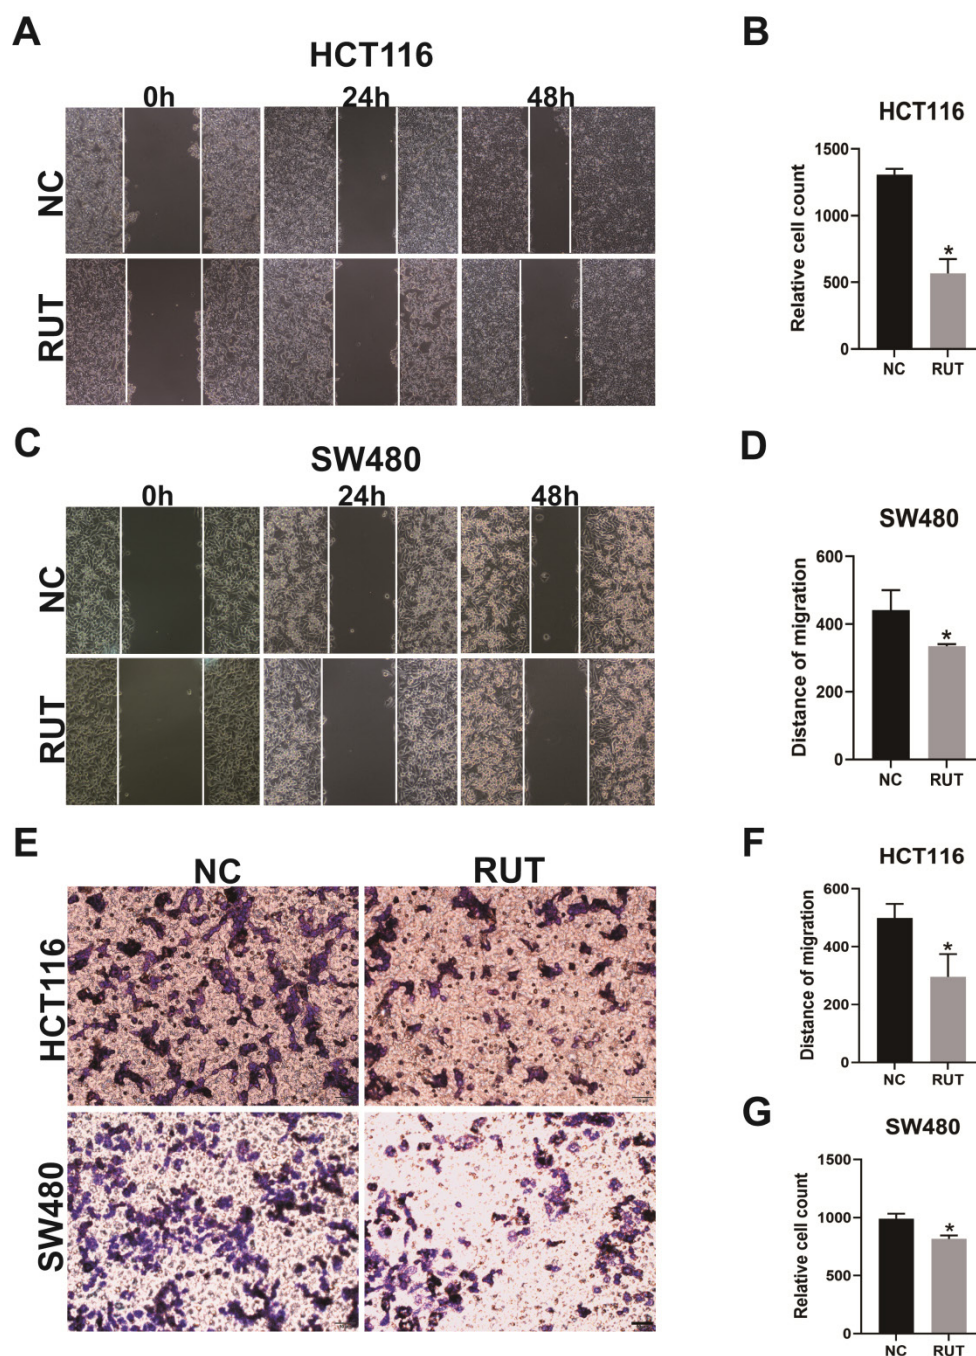 A
HCT116
0h 24h 48h
NC
RUT
B
HCT116
Relative cell count
1500
1000
500
0
*
NC RUT
C
SW480
0h 24h 48h
NC
RUT
D
SW480
Distance of migration
600
400
200
0
*
NC RUT
E
NC RUT
HCT116
SW480
F
HCT116
Distance of migration
600
400
200
0
*
NC RUT
G
SW480
Relative cell count
1500
1000
500
0
*
NC RUT